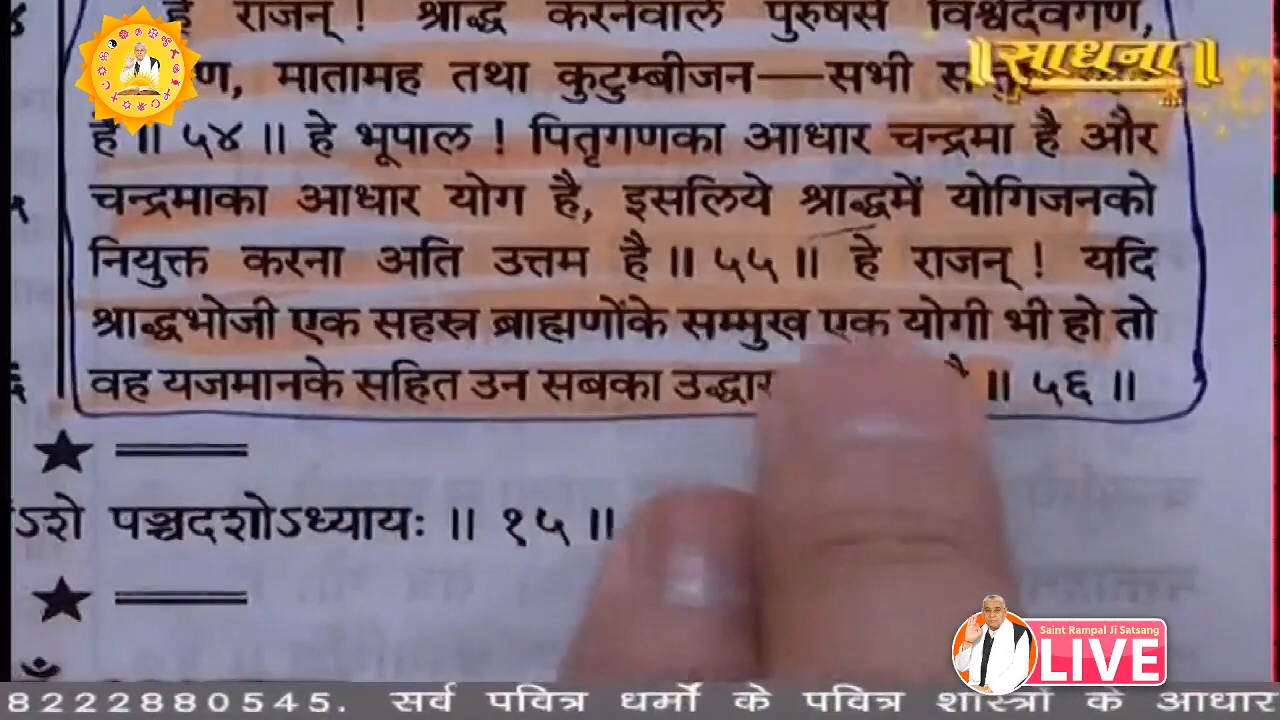 हे राजन् ! श्राद्ध करनेवाले पुरुषसे विश्वेदेवगण,
४
॥साधना॥
मातामह तथा कुटुम्बीजन—सभी
हैं ॥ ५४ ॥ हे भूपाल ! पितृगणका आधार चन्द्रमा है और
चन्द्रमाका आधार योग है, इसलिये श्राद्धमें योगिजनको
नियुक्त करना अति उत्तम है ॥ ५५ ॥ हे राजन् ! यदि
श्राद्धभोजी एक सहस्र ब्राह्मणोंके सम्मुख एक योगी भी हो तो
वह यजमानके सहित उन सबका ॥ ५६ ॥
ऽशे पञ्चदशोऽध्यायः ॥ १५ ॥
Saint Rampal Ji Satsang
LIVE
8222880545. सर्व पवित्र धर्मों के पवित्र शास्त्रों के आधार